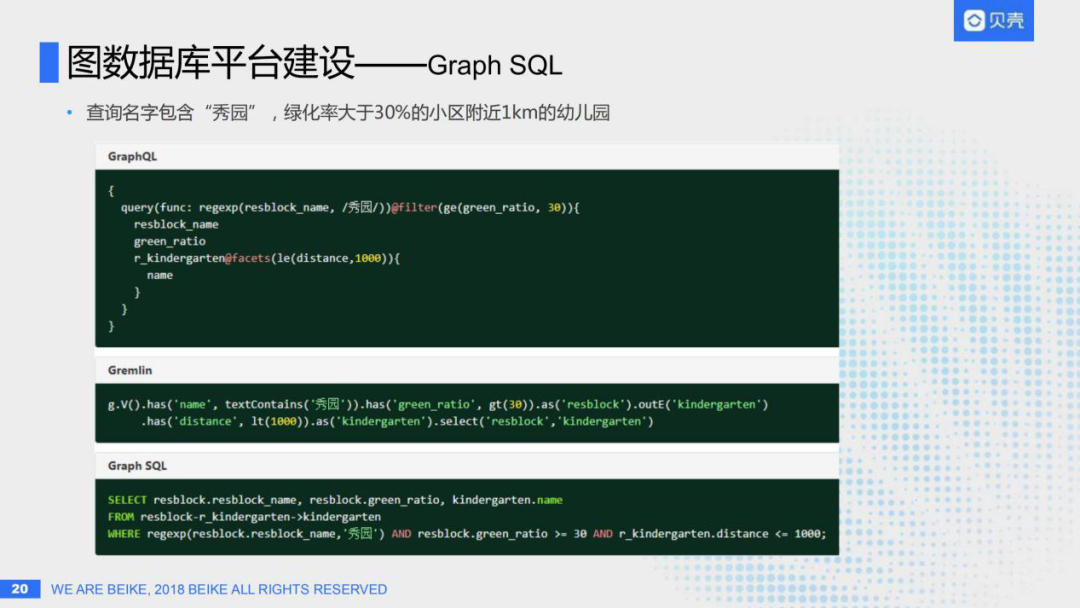 贝壳
图数据库平台建设——Graph SQL
• 查询名字包含“秀园”，绿化率大于30%的小区附近1km的幼儿园
GraphQL
{
  query(func: regexp(resblock_name, /秀园/))@filter(ge(green_ratio, 30)){
    resblock_name
    green_ratio
    r_kindergarten@facets(le(distance,1000)){
      name
    }
  }
}
Gremlin
g.V().has('name', textContains('秀园')).has('green_ratio', gt(30)).as('resblock').outE('kindergarten')
     .has('distance', lt(1000)).as('kindergarten').select('resblock','kindergarten')
Graph SQL
SELECT resblock.resblock_name, resblock.green_ratio, kindergarten.name
FROM resblock-r_kindergarten->kindergarten
WHERE regexp(resblock.resblock_name,'秀园') AND resblock.green_ratio >= 30 AND r_kindergarten.distance <= 1000;
20 WE ARE BEIKE, 2018 BEIKE ALL RIGHTS RESERVED